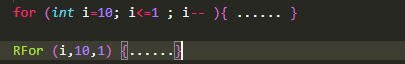 for (int i=10; i<=1 ; i-- ){ ...... }
RFor (i,10,1) {......}